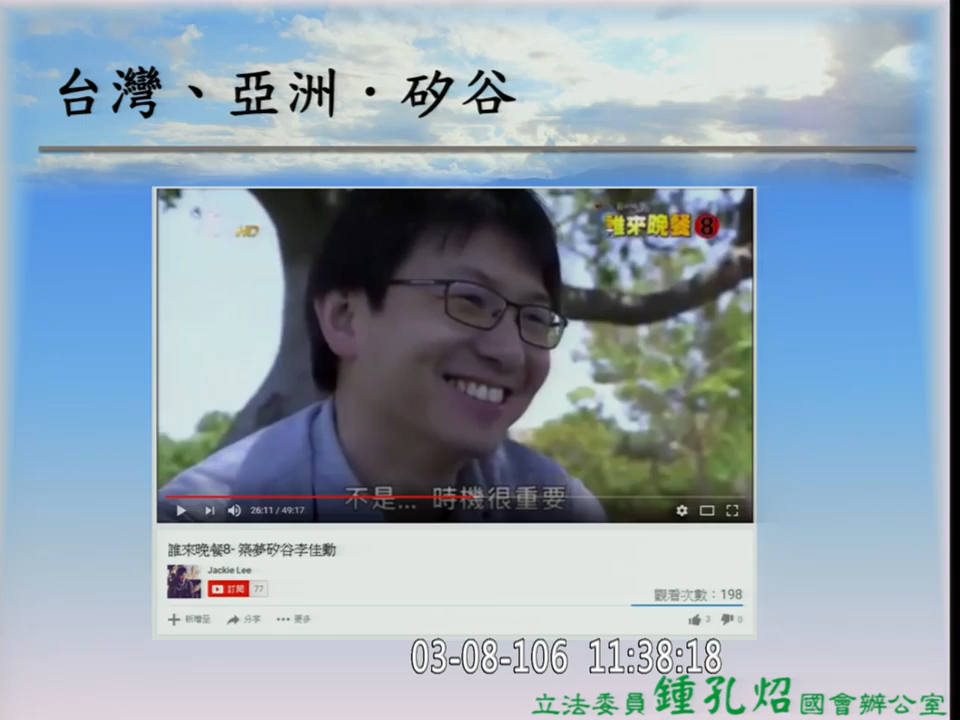 台灣、亞洲‧矽谷
HD
誰來晚餐8
不是... 時機很重要
26:11 / 49:17
誰來晚餐8- 築夢矽谷李佳勳
Jackie Lee
訂閱 77
觀看次數：198
新增至 分享 更多
3 0
03-08-106 11:38:18
立法委員鍾孔炤國會辦公室